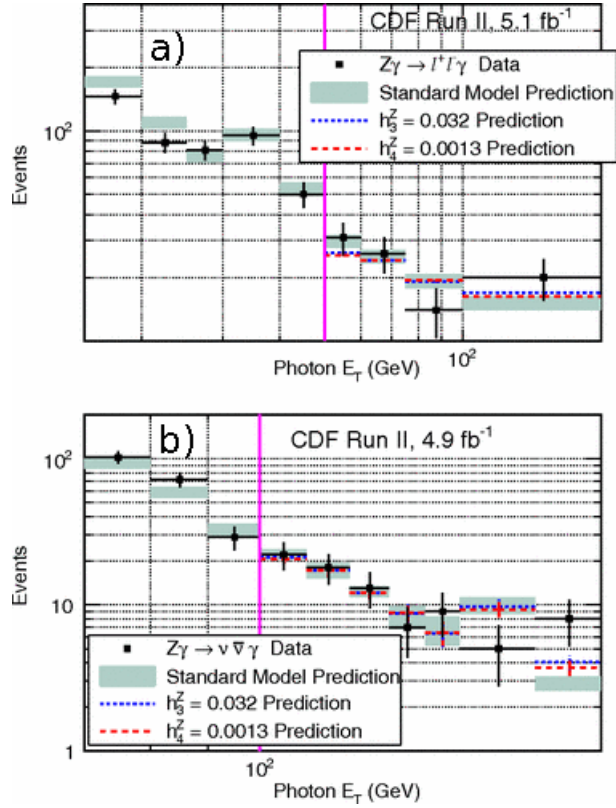 a)
CDF Run II, 5.1 fb⁻¹
Zγ → l⁺l⁻γ Data
Standard Model Prediction
h₃ᶻ = 0.032 Prediction
h₄ᶻ = 0.0013 Prediction
10²
Events
10²
Photon E_T (GeV)
b)
CDF Run II, 4.9 fb⁻¹
10²
Events
10
Zγ → ν ν̅ γ Data
Standard Model Prediction
h₃ᶻ = 0.032 Prediction
h₄ᶻ = 0.0013 Prediction
1
10²
Photon E_T (GeV)